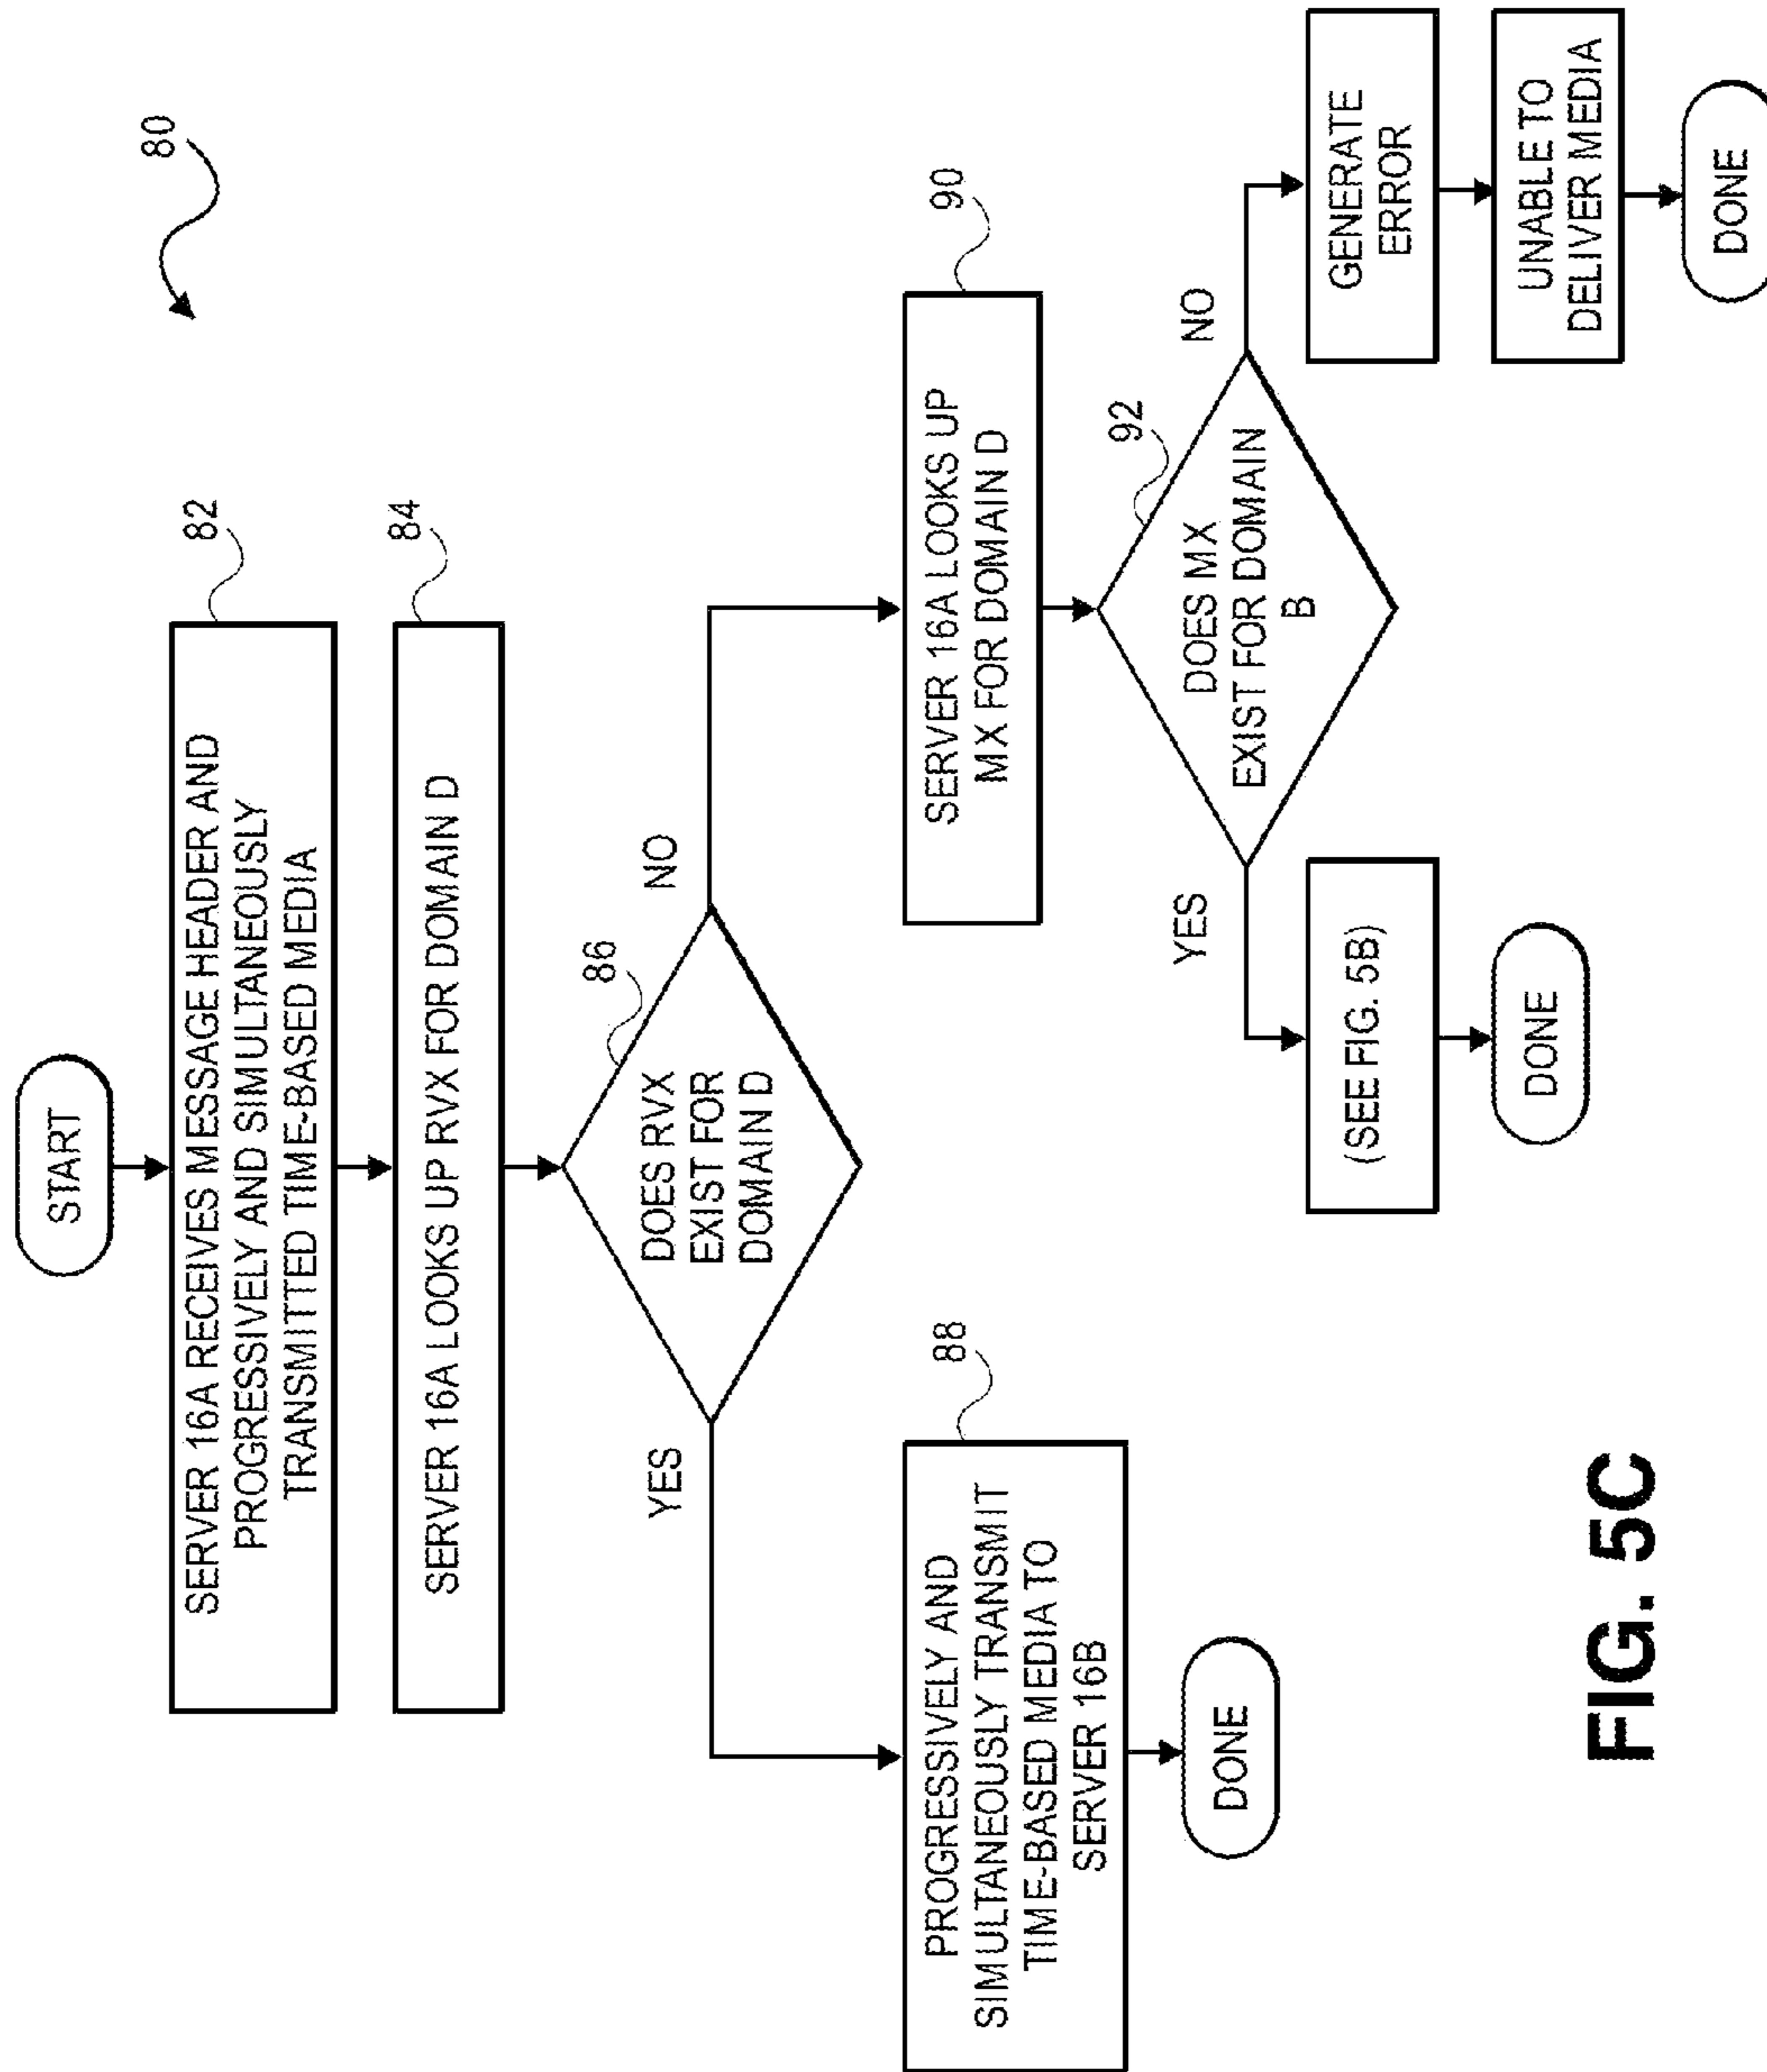 80
START
82
SERVER 16A RECEIVES MESSAGE HEADER AND
PROGRESSIVELY AND SIMULTANEOUSLY
TRANSMITTED TIME-BASED MEDIA
84
SERVER 16A LOOKS UP RVX FOR DOMAIN D
86
DOES RVX
EXIST FOR
DOMAIN D
YES
NO
88
PROGRESSIVELY AND
SIMULTANEOUSLY TRANSMIT
TIME-BASED MEDIA TO
SERVER 16B
DONE
90
SERVER 16A LOOKS UP
MX FOR DOMAIN D
92
DOES MX
EXIST FOR DOMAIN
B
YES
NO
(SEE FIG. 5B)
DONE
GENERATE
ERROR
UNABLE TO
DELIVER MEDIA
DONE
FIG. 5C